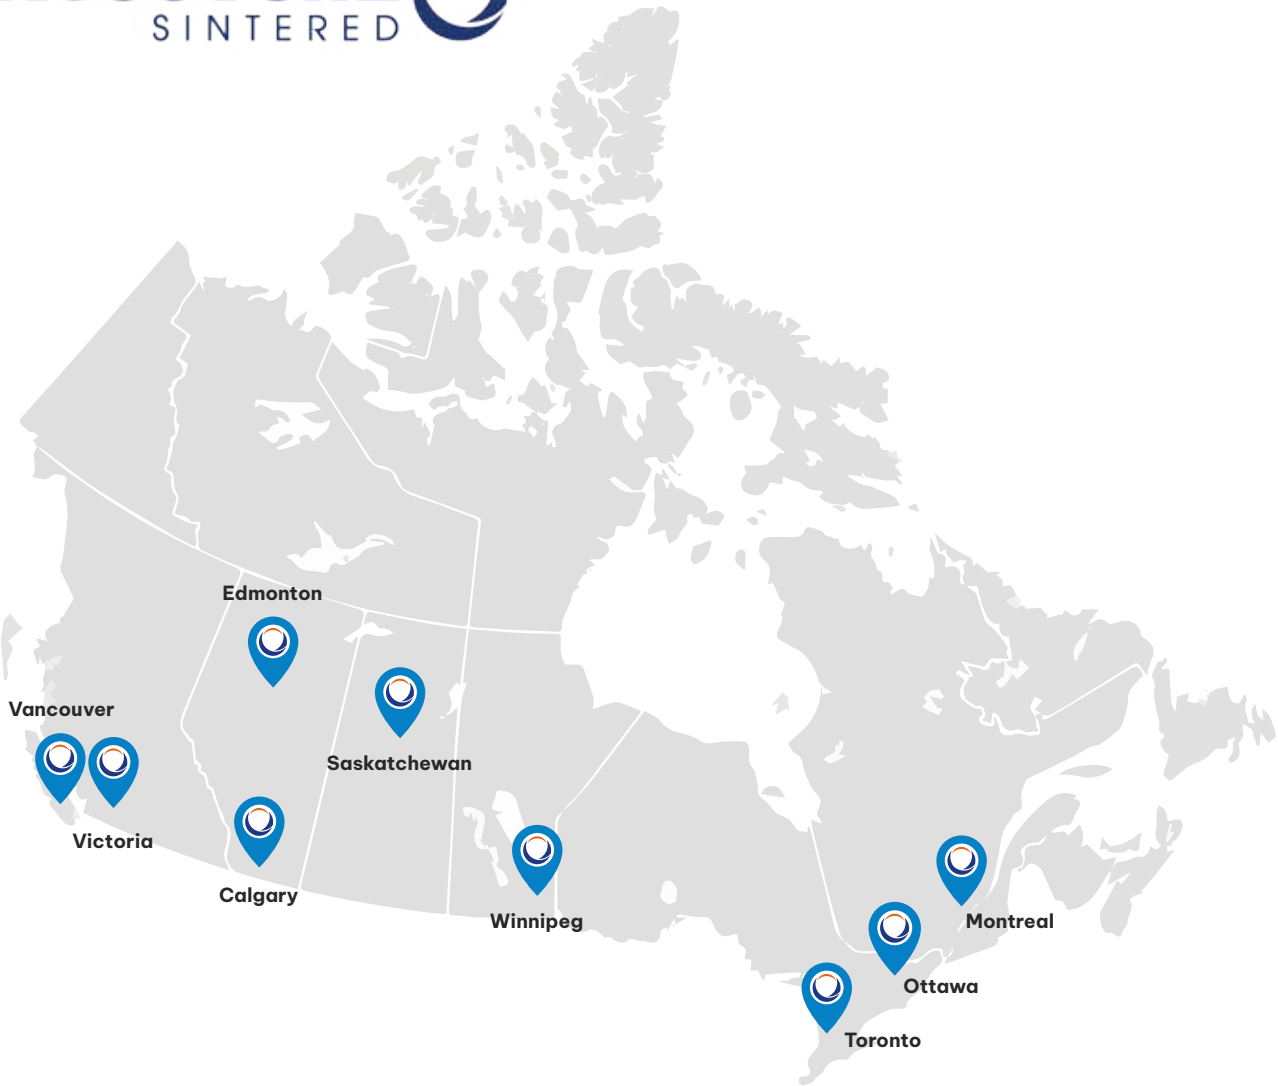 SINTERED
Edmonton
Vancouver
Saskatchewan
Victoria
Calgary
Winnipeg
Montreal
Ottawa
Toronto